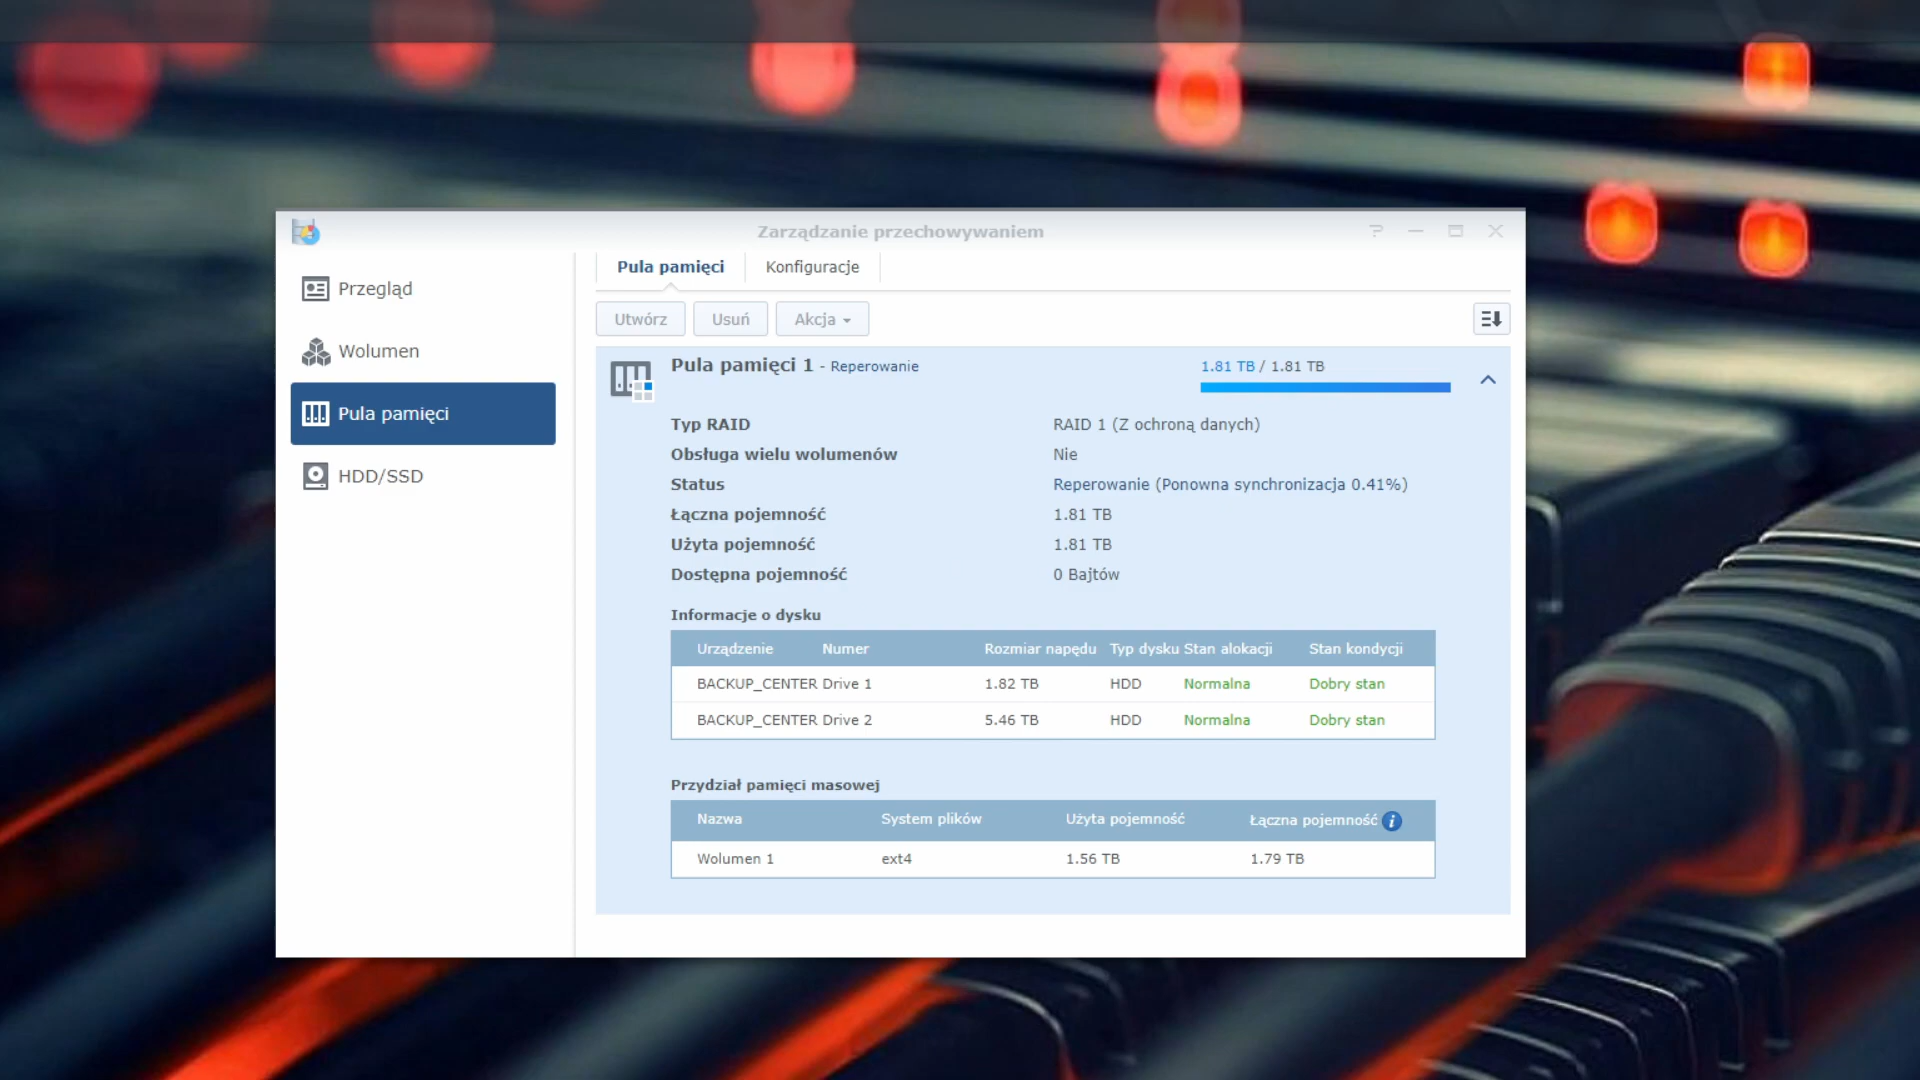 Zarządzanie przechowywaniem
Przegląd
Wolumen
Pula pamięci
HDD/SSD
Pula pamięci Konfiguracje
Utwórz Usuń Akcja
Pula pamięci 1 - Reperowanie 1.81 TB / 1.81 TB
Typ RAID RAID 1 (Z ochroną danych)
Obsługa wielu wolumenów Nie
Status Reperowanie (Ponowna synchronizacja 0.41%)
Łączna pojemność 1.81 TB
Użyta pojemność 1.81 TB
Dostępna pojemność 0 Bajtów
Informacje o dysku
Urządzenie Numer Rozmiar napędu Typ dysku Stan alokacji Stan kondycji
BACKUP_CENTER Drive 1 1.82 TB HDD Normalna Dobry stan
BACKUP_CENTER Drive 2 5.46 TB HDD Normalna Dobry stan
Przydział pamięci masowej
Nazwa System plików Użyta pojemność Łączna pojemność i
Wolumen 1 ext4 1.56 TB 1.79 TB